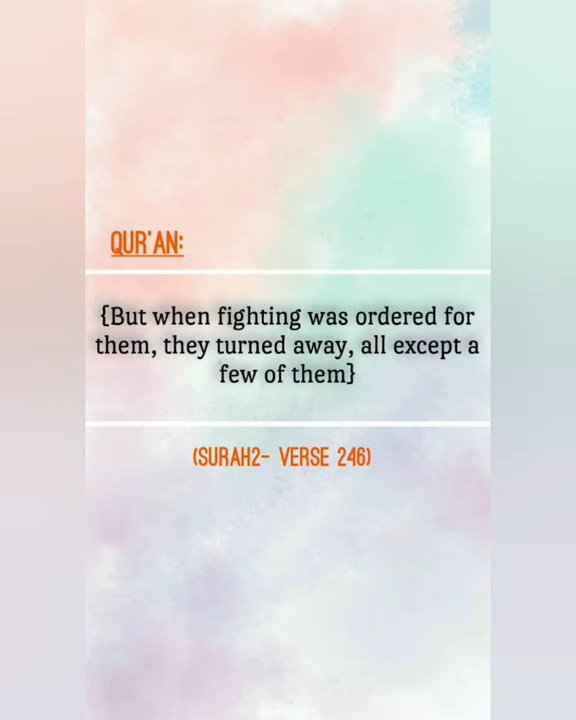 QUR'AN:
{But when fighting was ordered for
them, they turned away, all except a
few of them}
(SURAH2- VERSE 246)